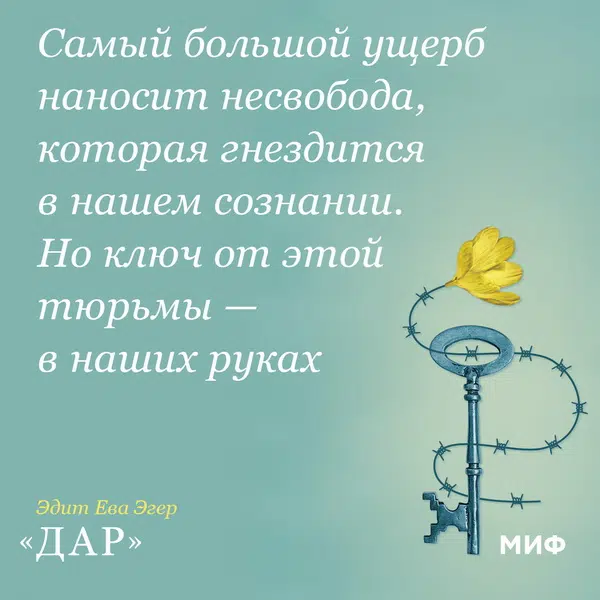 Самый большой ущерб
наносит несвобода,
которая гнездится
в нашем сознании.
Но ключ от этой
тюрьмы —
в наших руках
Эдит Ева Эгер
«ДАР»
МИФ